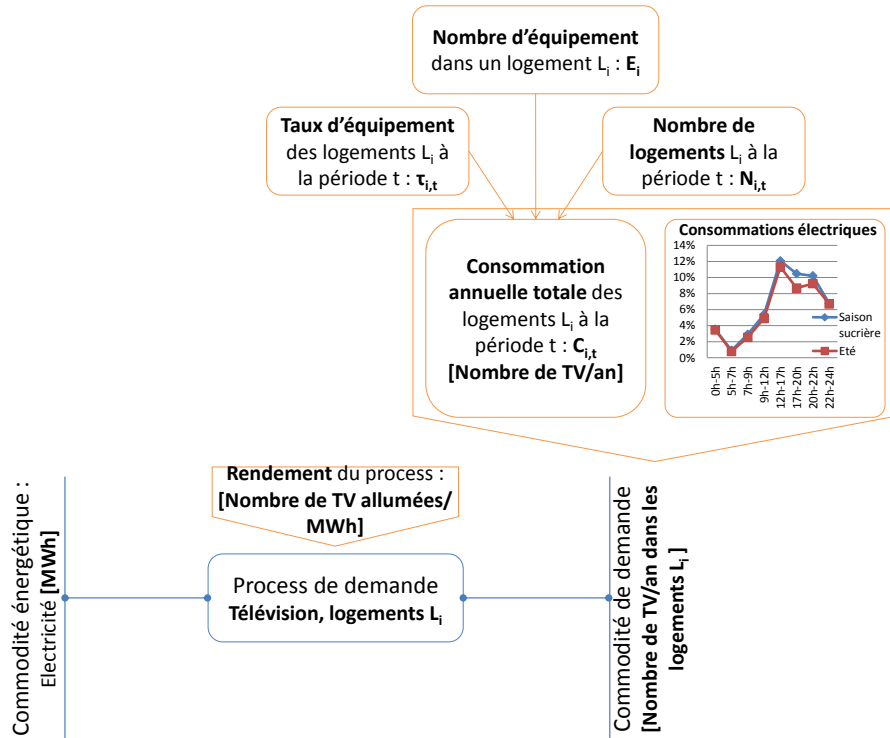 Nombre d'équipement
dans un logement Li : Ei
Taux d'équipement
des logements Li à
la période t : τi,t
Nombre de
logements Li à la
période t : Ni,t
Consommation
annuelle totale des
logements Li à la
période t : Ci,t
[Nombre de TV/an]
Consommations électriques
14%
12%
10%
8%
6%
4%
2%
0%
0h-5h
5h-7h
7h-9h
9h-12h
12h-17h
17h-20h
20h-22h
22h-24h
Saison
sucrière
Eté
Commodité énergétique :
Electricité [MWh]
Rendement du process :
[Nombre de TV allumées/
MWh]
Process de demande
Télévision, logements Li
Commodité de demande
[Nombre de TV/an dans les
logements Li ]